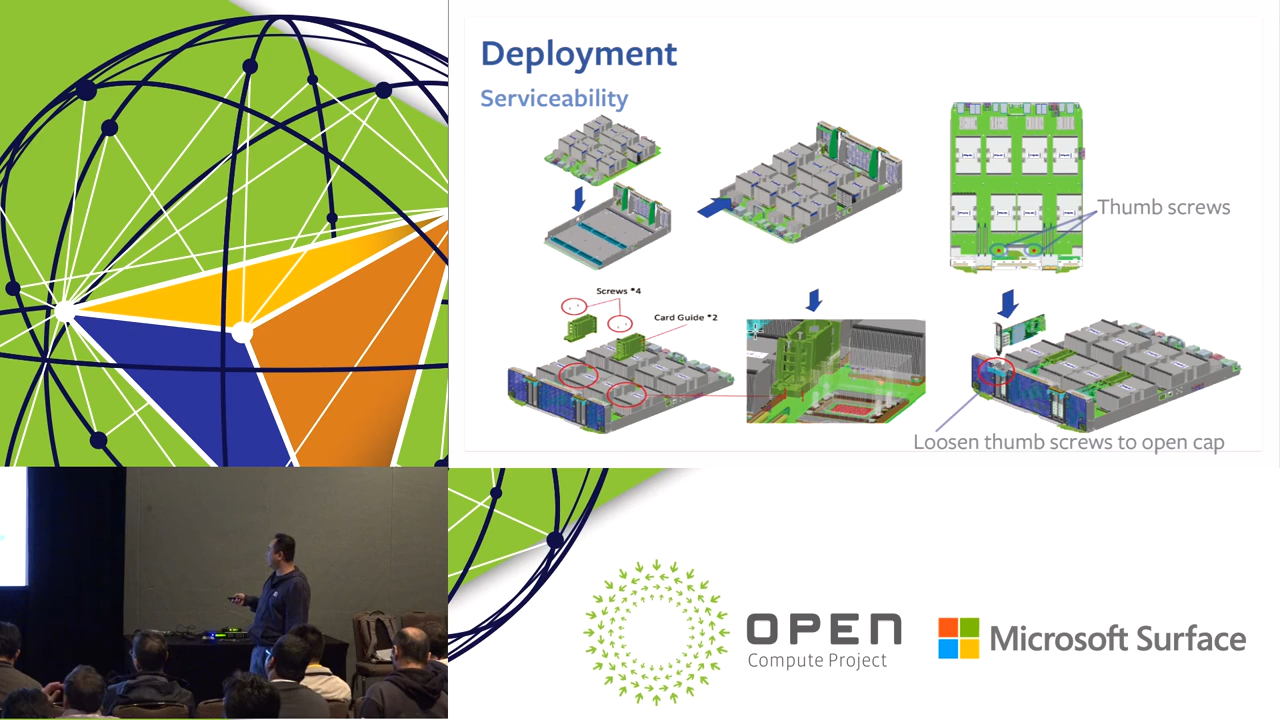 Deployment
Serviceability
Thumb screws
Screws *4
Card Guide *2
Loosen thumb screws to open cap
OPEN
Compute Project
Microsoft Surface